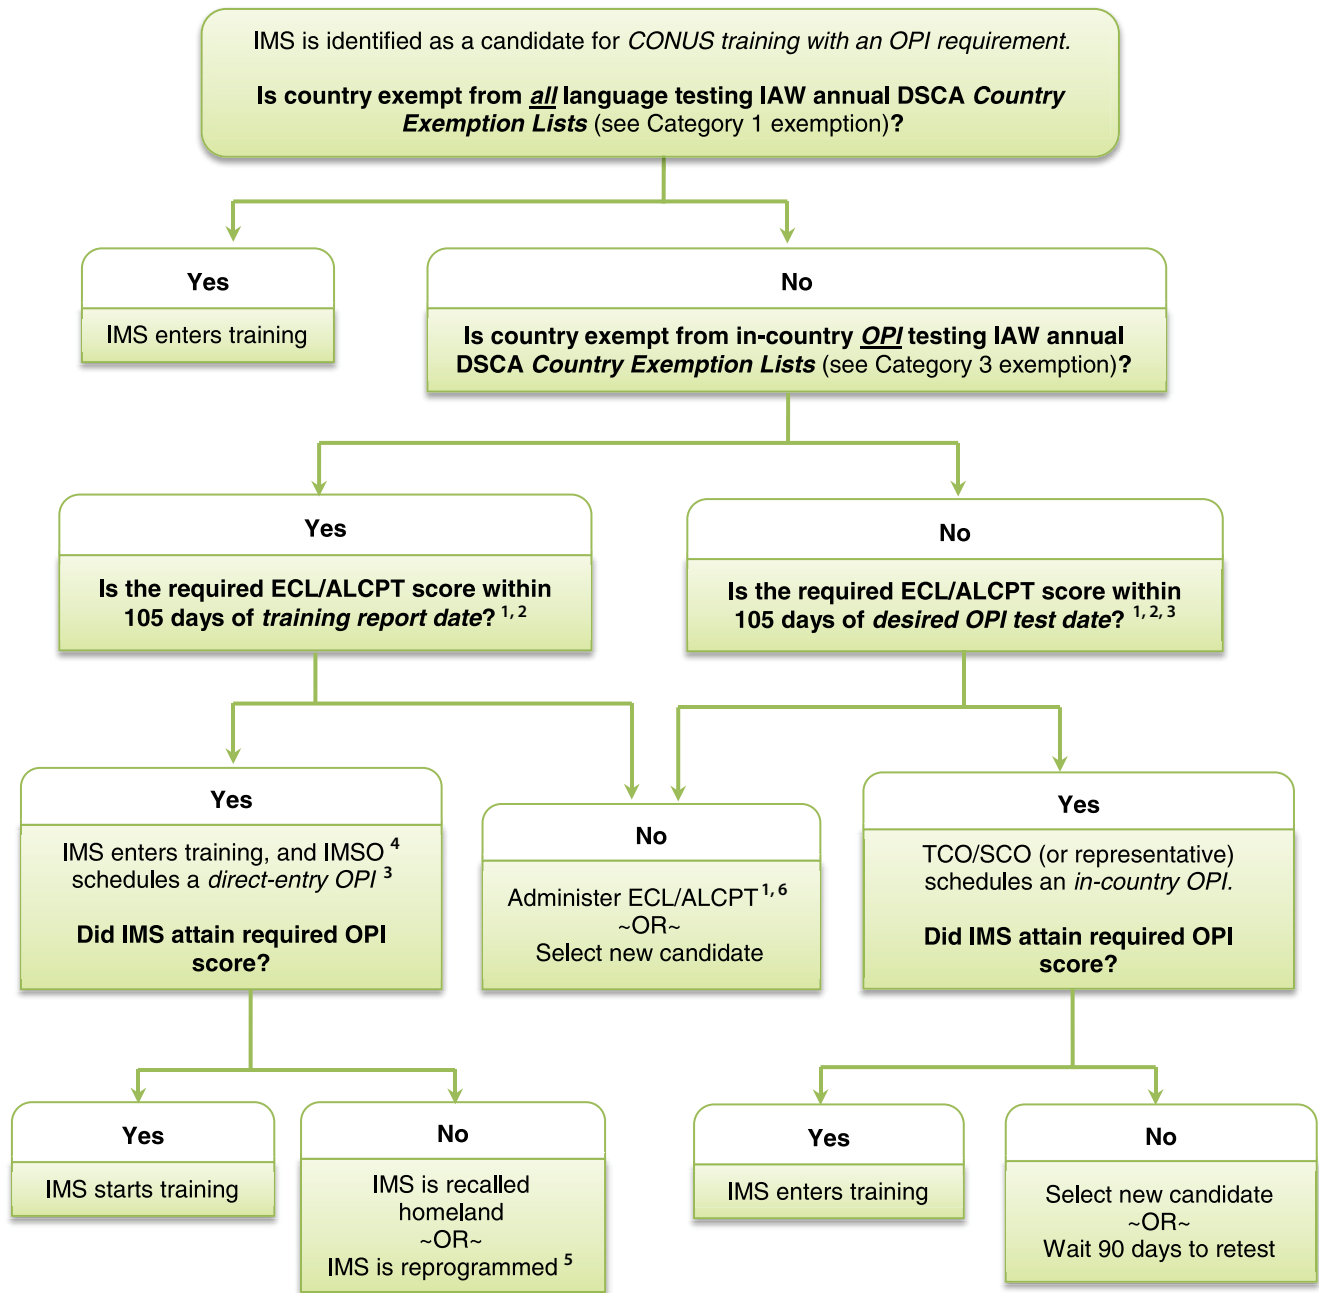 IMS is identified as a candidate for CONUS training with an OPI requirement.
Is country exempt from all language testing IAW annual DSCA Country
Exemption Lists (see Category 1 exemption)?
Yes
IMS enters training
No
Is country exempt from in-country OPI testing IAW annual
DSCA Country Exemption Lists (see Category 3 exemption)?
Yes
Is the required ECL/ALCPT score within
105 days of training report date? 1, 2
No
Is the required ECL/ALCPT score within
105 days of desired OPI test date? 1, 2, 3
Yes
IMS enters training, and IMSO 4
schedules a direct-entry OPI 3
Did IMS attain required OPI
score?
No
Administer ECL/ALCPT 1, 6
~OR~
Select new candidate
Yes
TCO/SCO (or representative)
schedules an in-country OPI.
Did IMS attain required OPI
score?
Yes
IMS starts training
No
IMS is recalled
homeland
~OR~
IMS is reprogrammed 5
Yes
IMS enters training
No
Select new candidate
~OR~
Wait 90 days to retest